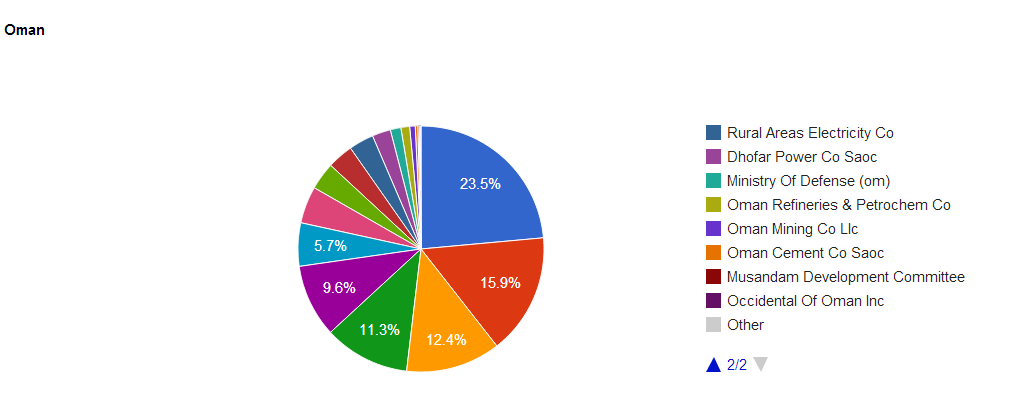 Oman
23.5%
15.9%
12.4%
11.3%
9.6%
5.7%
Rural Areas Electricity Co
Dhofar Power Co Saoc
Ministry Of Defense (om)
Oman Refineries & Petrochem Co
Oman Mining Co Llc
Oman Cement Co Saoc
Musandam Development Committee
Occidental Of Oman Inc
Other
2/2